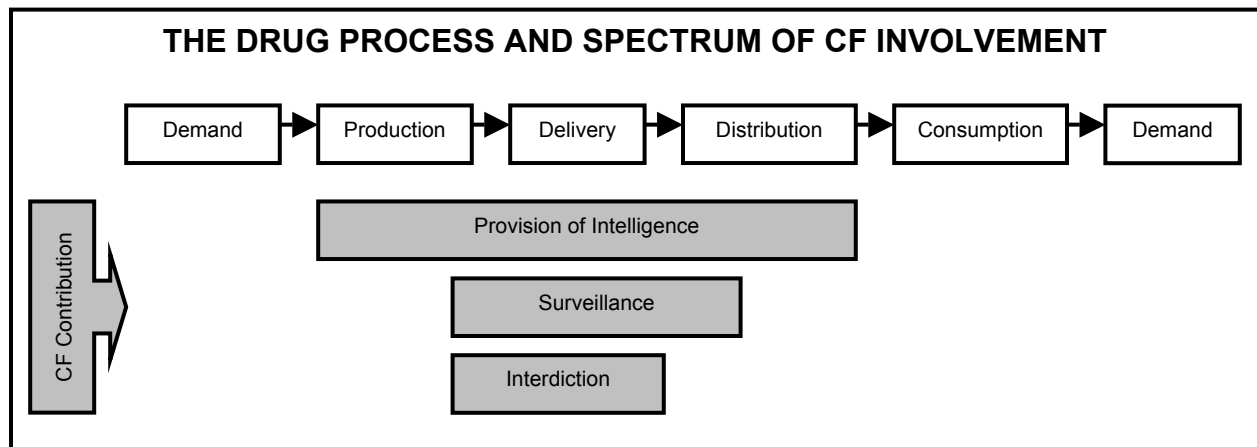 THE DRUG PROCESS AND SPECTRUM OF CF INVOLVEMENT
Demand
Production
Delivery
Distribution
Consumption
Demand
CF Contribution
Provision of Intelligence
Surveillance
Interdiction